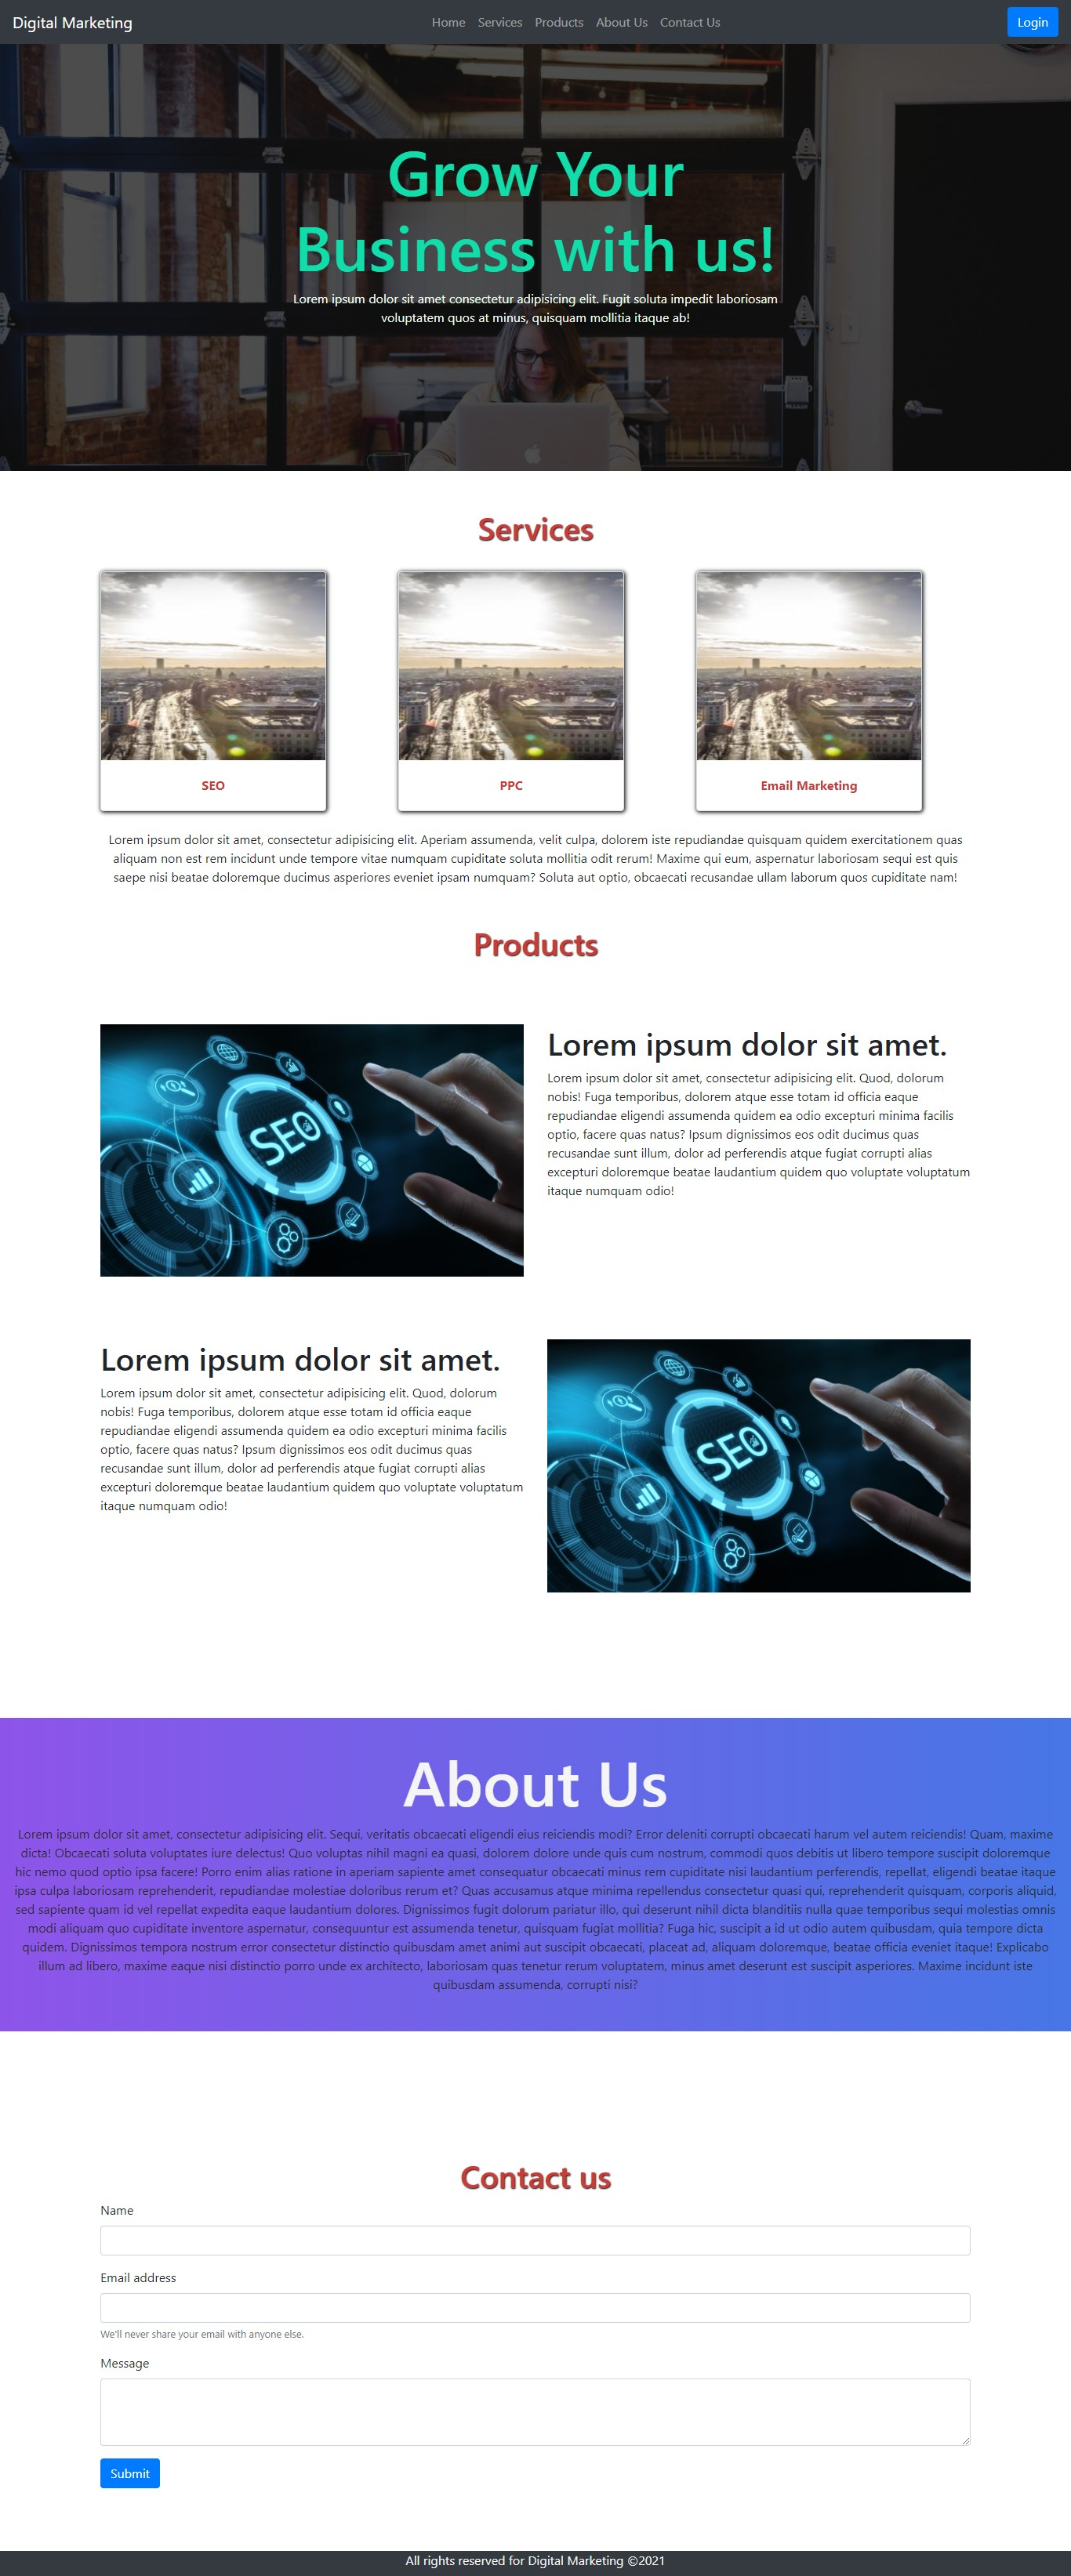 Digital Marketing
Home Services Products About Us Contact Us
Login
Grow Your
Business with us!
Lorem ipsum dolor sit amet consectetur adipisicing elit. Fugit soluta impedit laboriosam
voluptatem quos at minus, quisquam mollitia itaque ab!
Services
SEO
PPC
Email Marketing
Lorem ipsum dolor sit amet, consectetur adipisicing elit. Aperiam assumenda, velit culpa, dolorem iste repudiandae quisquam quidem exercitationem quas
aliquam non est rem incidunt unde tempore vitae numquam cupiditate soluta mollitia odit rerum! Maxime qui eum, aspernatur laboriosam sequi est quis
saepe nisi beatae doloremque ducimus asperiores eveniet ipsam numquam? Soluta aut optio, obcaecati recusandae ullam laborum quos cupiditate nam!
Products
SEO
Lorem ipsum dolor sit amet.
Lorem ipsum dolor sit amet, consectetur adipisicing elit. Quod, dolorum
nobis! Fuga temporibus, dolorem atque esse totam id officia eaque
repudiandae eligendi assumenda quidem ea odio excepturi minima facilis
optio, facere quas natus? Ipsum dignissimos eos odit ducimus quas
recusandae sunt illum, dolor ad perferendis atque fugiat corrupti alias
excepturi doloremque beatae laudantium quidem quo voluptate voluptatum
itaque numquam odio!
Lorem ipsum dolor sit amet.
Lorem ipsum dolor sit amet, consectetur adipisicing elit. Quod, dolorum
nobis! Fuga temporibus, dolorem atque esse totam id officia eaque
repudiandae eligendi assumenda quidem ea odio excepturi minima facilis
optio, facere quas natus? Ipsum dignissimos eos odit ducimus quas
recusandae sunt illum, dolor ad perferendis atque fugiat corrupti alias
excepturi doloremque beatae laudantium quidem quo voluptate voluptatum
itaque numquam odio!
SEO
About Us
Lorem ipsum dolor sit amet, consectetur adipisicing elit. Sequi, veritatis obcaecati eligendi eius reiciendis modi? Error deleniti corrupti obcaecati harum vel autem reiciendis! Quam, maxime
dicta! Obcaecati soluta voluptates iure delectus! Quo voluptas nihil magni ea quasi, dolorem dolore unde quis cum nostrum, commodi quos debitis ut libero tempore suscipit doloremque
hic nemo quod optio ipsa facere! Porro enim alias ratione in aperiam sapiente amet consequatur obcaecati minus rem cupiditate nisi laudantium perferendis, repellat, eligendi beatae itaque
ipsa culpa laboriosam reprehenderit, repudiandae molestiae doloribus rerum et? Quas accusamus atque minima repellendus consectetur quasi qui, reprehenderit quisquam, corporis aliquid,
sed sapiente quam id vel repellat expedita eaque laudantium dolores. Dignissimos fugit dolorum pariatur illo, qui deserunt nihil dicta blanditiis nulla quae temporibus sequi molestias omnis
modi aliquam quo cupiditate inventore aspernatur, consequuntur est assumenda tenetur, quisquam fugiat mollitia? Fuga hic, suscipit a id ut odio autem quibusdam, quia tempore dicta
quidem. Dignissimos tempora nostrum error consectetur distinctio quibusdam amet animi aut suscipit obcaecati, placeat ad, aliquam doloremque, beatae officia eveniet itaque! Explicabo
illum ad libero, maxime eaque nisi distinctio porro unde ex architecto, laboriosam quas tenetur rerum voluptatem, minus amet deserunt est suscipit asperiores. Maxime incidunt iste
quibusdam assumenda, corrupti nisi?
Contact us
Name
Email address
We'll never share your email with anyone else.
Message
Submit
All rights reserved for Digital Marketing ©2021